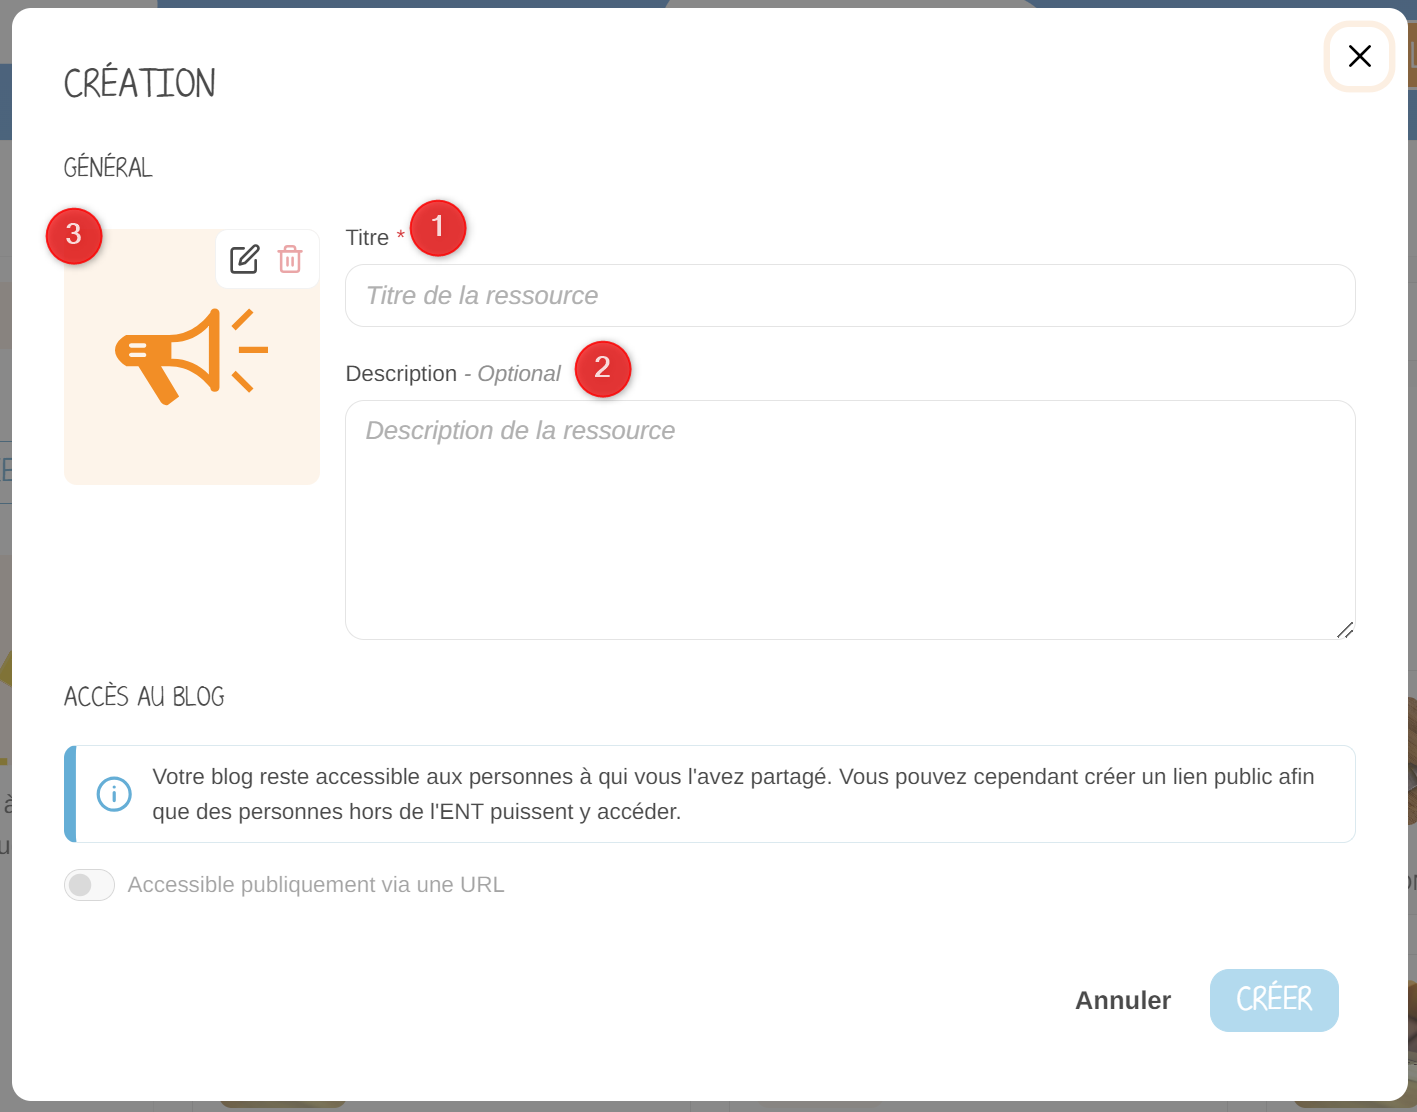 CRÉATION
GÉNÉRAL
3
Titre * 1
Titre de la ressource
Description - Optional 2
Description de la ressource
ACCÈS AU BLOG
Votre blog reste accessible aux personnes à qui vous l'avez partagé. Vous pouvez cependant créer un lien public afin
que des personnes hors de l'ENT puissent y accéder.
Accessible publiquement via une URL
Annuler
CRÉER